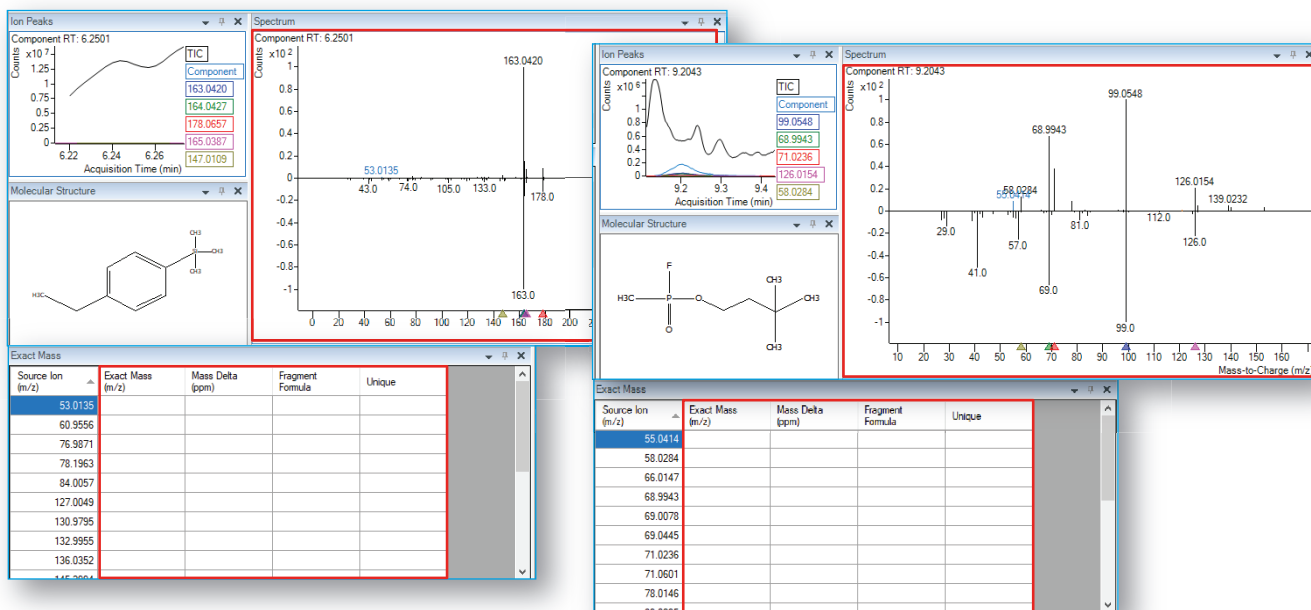 Ion Peaks
Component RT: 6.2501
Counts
x10 7
1.25
1
0.75
0.5
0.25
0
6.22 6.24 6.26
Acquisition Time (min)
TIC
Component
163.0420
164.0427
178.0657
165.0387
147.0109
Molecular Structure
CH3
Si
CH3
CH3
H3C
Spectrum
Component RT: 6.2501
Counts
x10 2
1
0.8
0.6
0.4
0.2
0
-0.2
-0.4
-0.6
-0.8
-1
163.0420
53.0135
43.0 74.0 105.0 133.0
178.0
163.0
0 20 40 60 80 100 120 140 160 180 200
Exact Mass
Source Ion (m/z) Exact Mass (m/z) Mass Delta (ppm) Fragment Formula Unique
53.0135
60.9556
76.9871
78.1963
84.0057
127.0049
130.9795
132.9955
136.0352
Ion Peaks
Component RT: 9.2043
Counts
x10 6
1
0.8
0.6
0.4
0.2
0
9.2 9.3 9.4
Acquisition Time (min)
TIC
Component
99.0548
68.9943
71.0236
126.0154
58.0284
Molecular Structure
F
H3C P O
O
CH3
CH3
CH3
Spectrum
Component RT: 9.2043
Counts
x10 2
1
0.8
0.6
0.4
0.2
0
-0.2
-0.4
-0.6
-0.8
-1
99.0548
68.9943
58.0284
55.0414
126.0154
139.0232
29.0
41.0
57.0
69.0
81.0
99.0
112.0
126.0
10 20 30 40 50 60 70 80 90 100 110 120 130 140 150 160
Mass-to-Charge (m/z)
Exact Mass
Source Ion (m/z) Exact Mass (m/z) Mass Delta (ppm) Fragment Formula Unique
55.0414
58.0284
66.0147
68.9943
69.0078
69.0445
71.0236
71.0601
78.0146